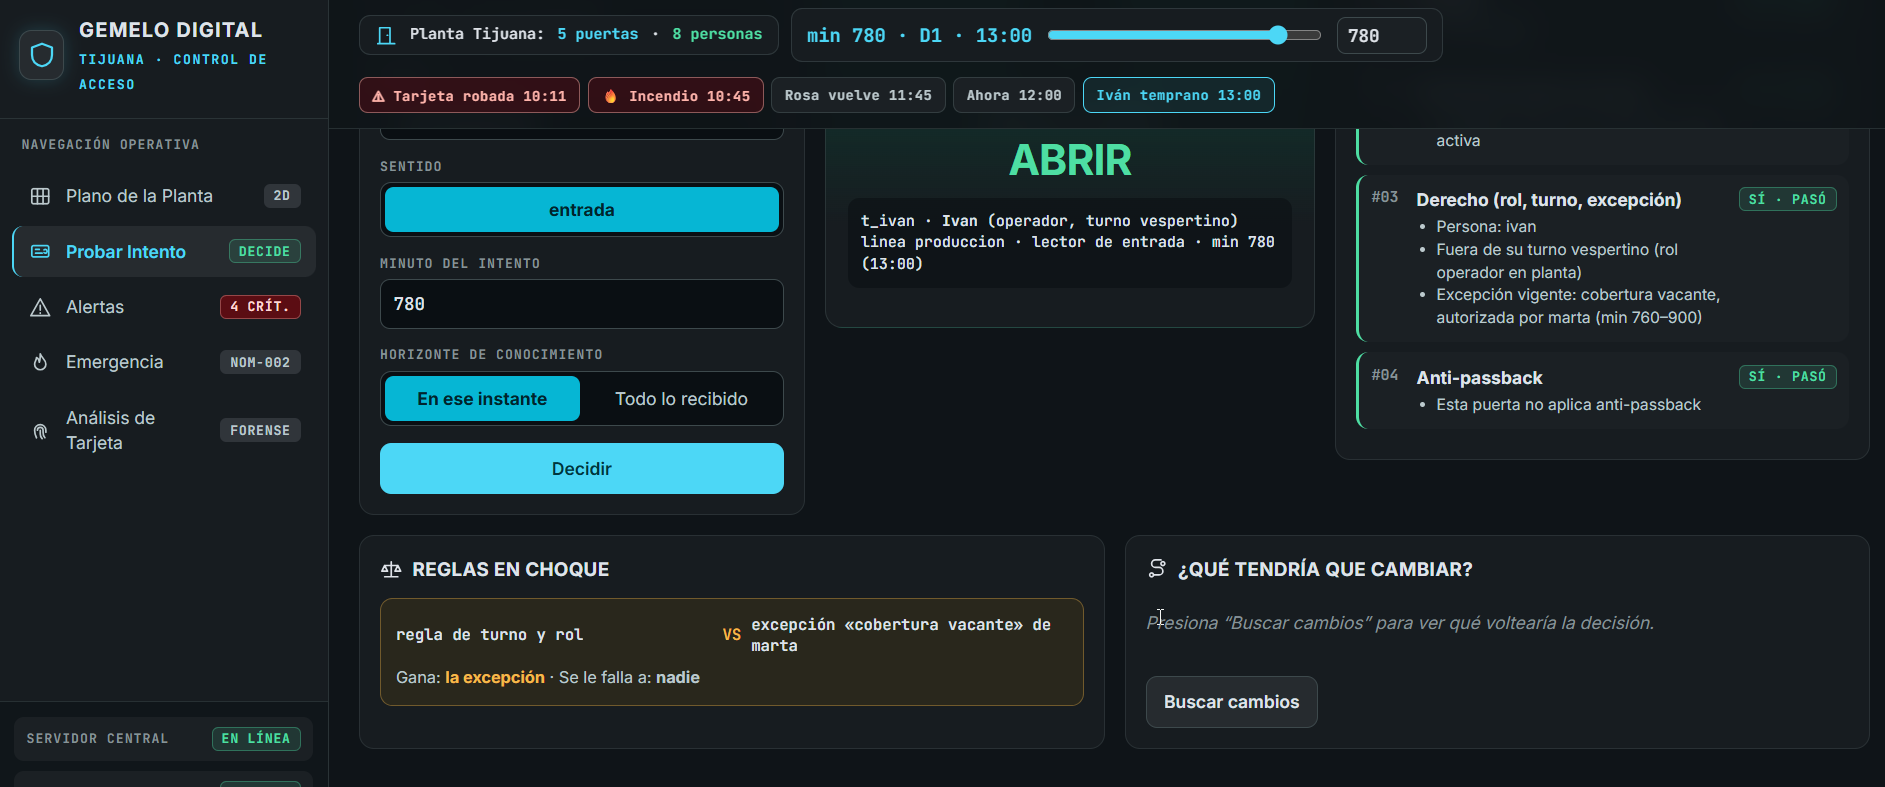 GEMELO DIGITAL
TIJUANA · CONTROL DE
ACCESO
NAVEGACIÓN OPERATIVA
Plano de la Planta
2D
Probar Intento
DECIDE
Alertas
4 CRÍT.
Emergencia
NOM-002
Análisis de
Tarjeta
FORENSE
SERVIDOR CENTRAL
EN LÍNEA
Planta Tijuana: 5 puertas · 8 personas
min 780 · D1 · 13:00
780
Tarjeta robada 10:11
Incendio 10:45
Rosa vuelve 11:45
Ahora 12:00
Iván temprano 13:00
SENTIDO
entrada
MINUTO DEL INTENTO
780
HORIZONTE DE CONOCIMIENTO
En ese instante
Todo lo recibido
Decidir
ABRIR
t_ivan · Ivan (operador, turno vespertino)
linea produccion · lector de entrada · min 780
(13:00)
activa
#03
Derecho (rol, turno, excepción)
SÍ · PASÓ
• Persona: ivan
• Fuera de su turno vespertino (rol
operador en planta)
• Excepción vigente: cobertura vacante,
autorizada por marta (min 760–900)
#04
Anti-passback
SÍ · PASÓ
• Esta puerta no aplica anti-passback
REGLAS EN CHOQUE
regla de turno y rol
VS
excepción «cobertura vacante» de
marta
Gana: la excepción · Se le falla a: nadie
¿QUÉ TENDRÍA QUE CAMBIAR?
Presiona “Buscar cambios” para ver qué voltearía la decisión.
Buscar cambios